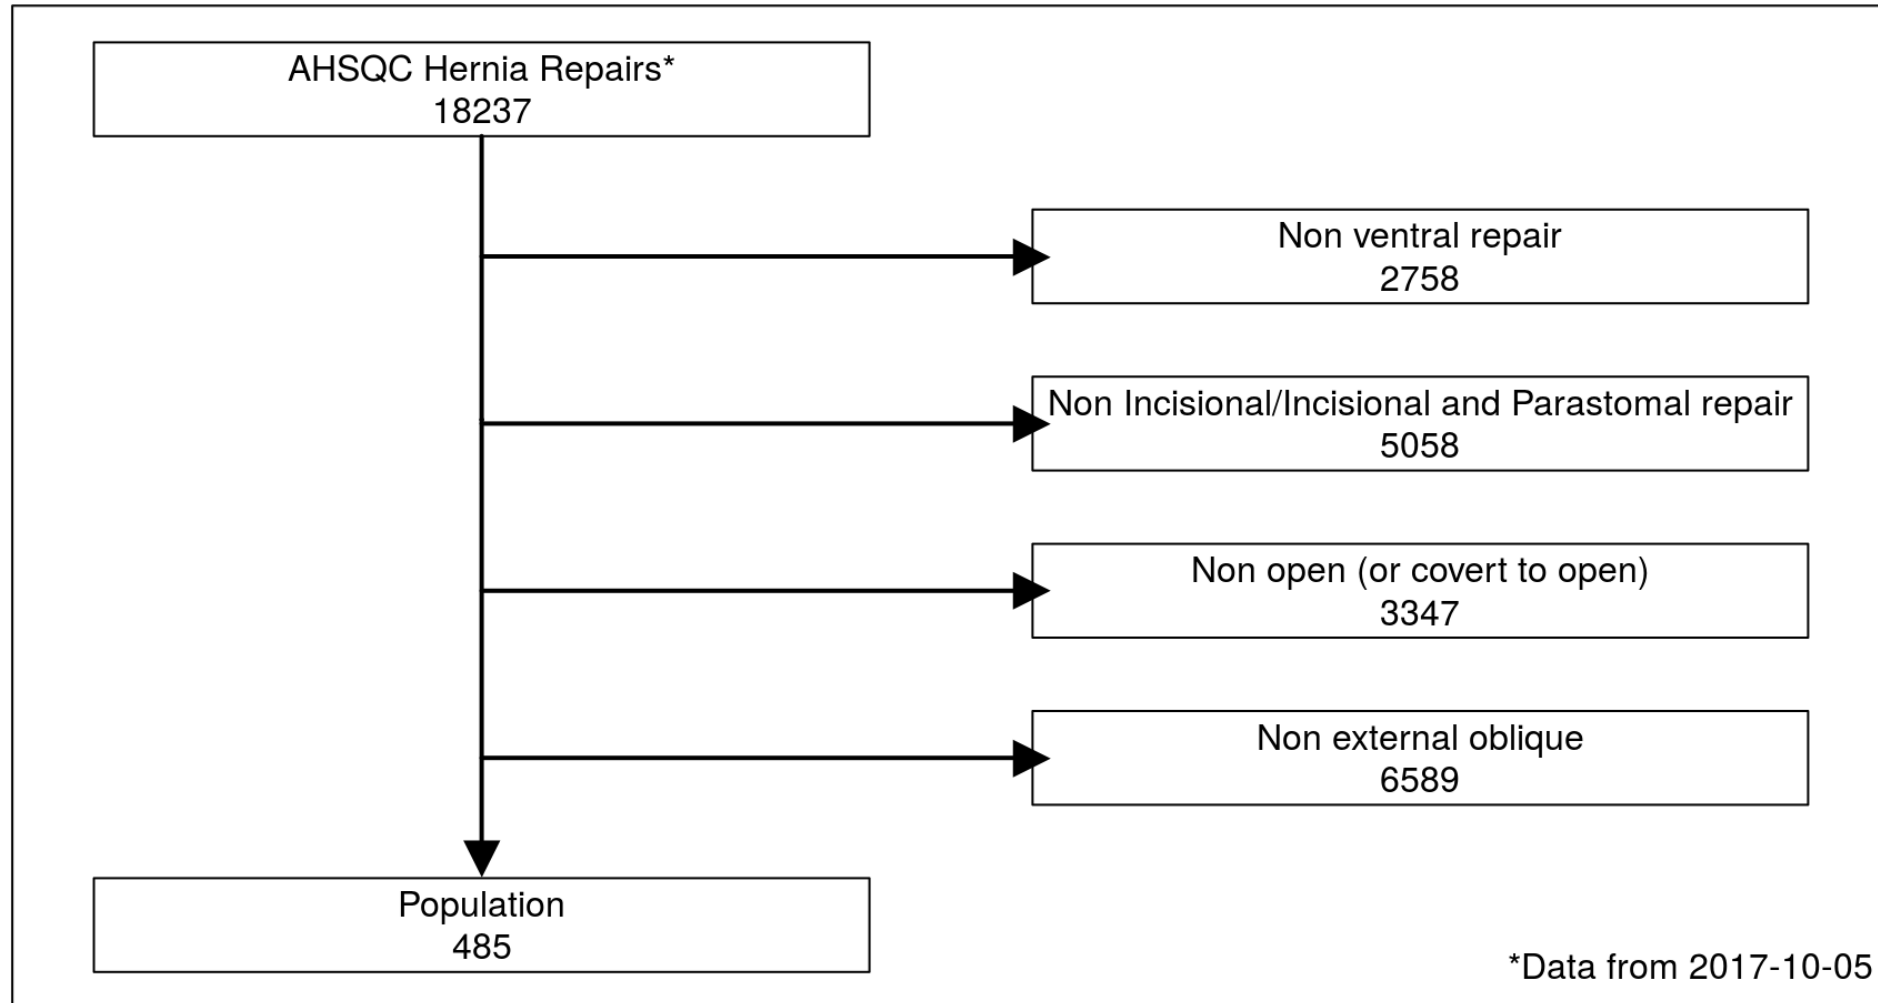 AHSQC Hernia Repairs*
18237
Non ventral repair
2758
Non Incisional/Incisional and Parastomal repair
5058
Non open (or covert to open)
3347
Non external oblique
6589
Population
485
*Data from 2017-10-05